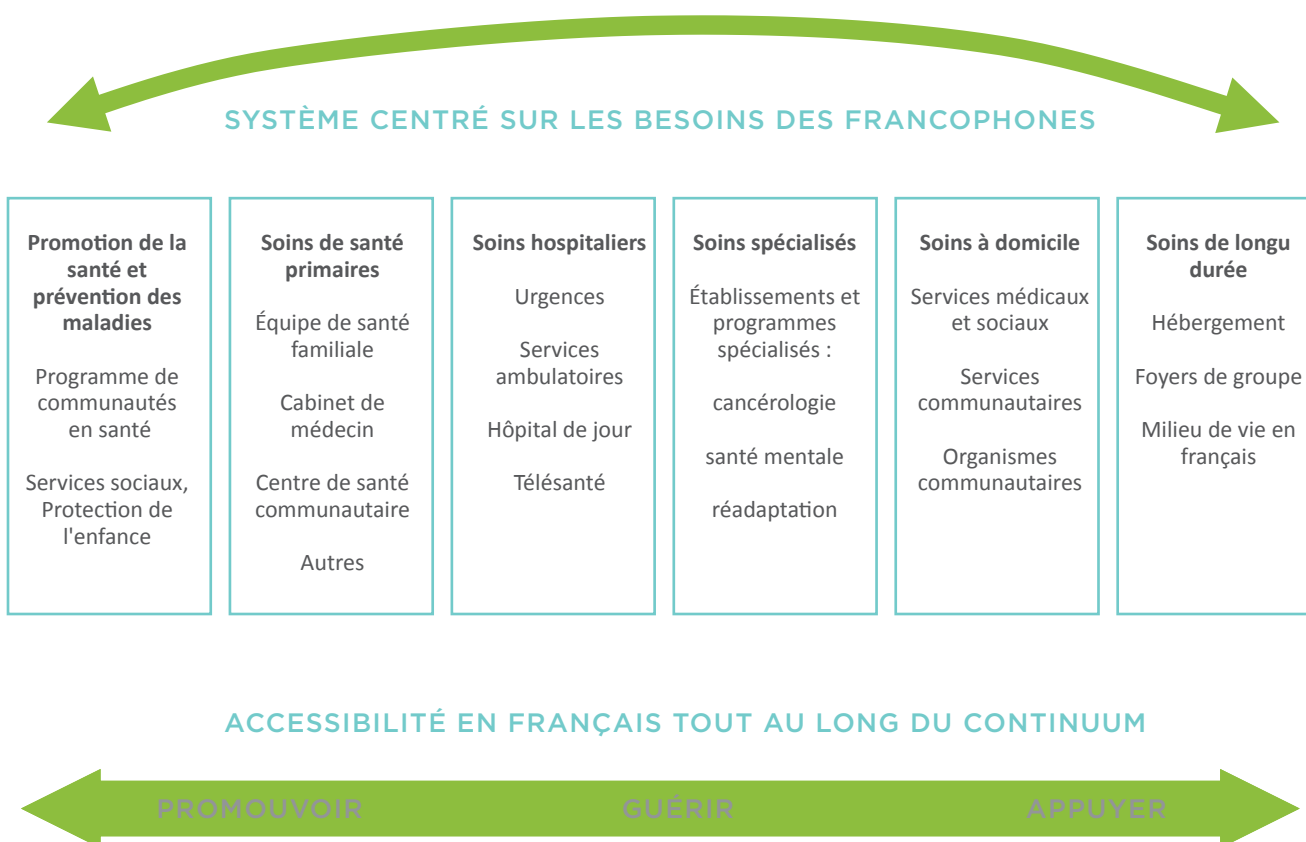 SYSTÈME CENTRÉ SUR LES BESOINS DES FRANCOPHONES
Promotion de la
santé et
prévention des
maladies
Programme de
communautés
en santé
Services sociaux,
Protection de
l'enfance
Soins de santé
primaires
Équipe de santé
familiale
Cabinet de
médecin
Centre de santé
communautaire
Autres
Soins hospitaliers
Urgences
Services
ambulatoires
Hôpital de jour
Télésanté
Soins spécialisés
Établissements et
programmes
spécialisés :
cancérologie
santé mentale
réadaptation
Soins à domicile
Services médicaux
et sociaux
Services
communautaires
Organismes
communautaires
Soins de longu
durée
Hébergement
Foyers de groupe
Milieu de vie en
français
ACCESSIBILITÉ EN FRANÇAIS TOUT AU LONG DU CONTINUUM
PROMOUVOIR GUÉRIR APPUYER